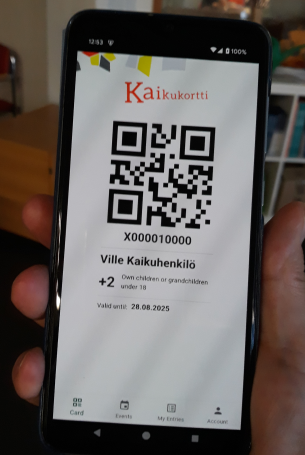 12:53
100%
Kaikukortti
X000010000
Ville Kaikuhenkilö
+2 Own children or grandchildren
under 18
Valid until: 28.08.2025
Card Events My Entries Account